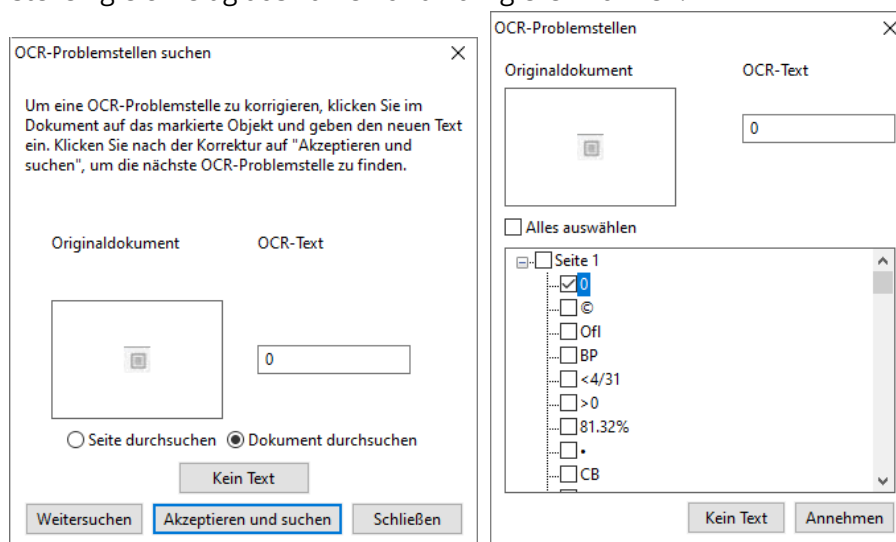 OCR-Problemstellen suchen
Um eine OCR-Problemstelle zu korrigieren, klicken Sie im
Dokument auf das markierte Objekt und geben den neuen Text
ein. Klicken Sie nach der Korrektur auf "Akzeptieren und
suchen", um die nächste OCR-Problemstelle zu finden.
Originaldokument OCR-Text
0
Seite durchsuchen Dokument durchsuchen
Kein Text
Weitersuchen Akzeptieren und suchen Schließen
OCR-Problemstellen
Originaldokument OCR-Text
0
Alles auswählen
Seite 1
0
©
OfI
BP
<4/31
>0
81.32%
•
CB
Kein Text Annehmen